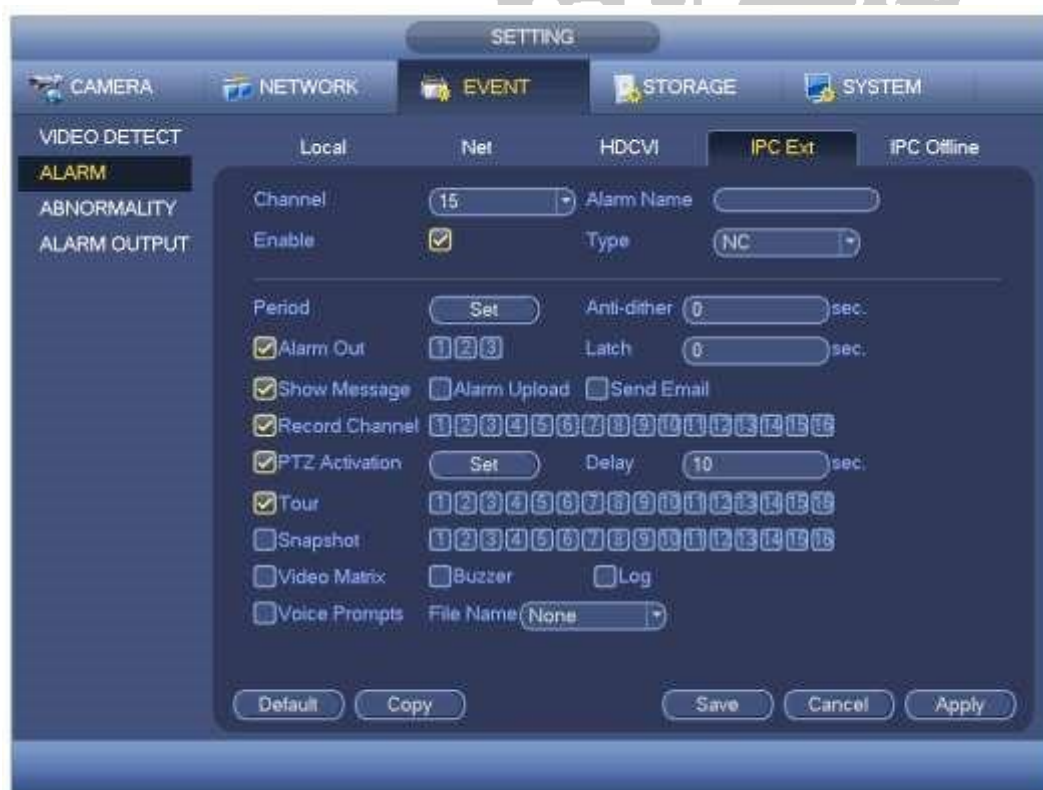 SETTING
CAMERA NETWORK EVENT STORAGE SYSTEM
VIDEO DETECT
ALARM
ABNORMALITY
ALARM OUTPUT
Local Net HDCVI IPC Ext IPC Offline
Channel 15 Alarm Name
Enable Type NC
Period Set Anti-dither 0 sec.
Alarm Out 1 2 3 Latch 0 sec.
Show Message Alarm Upload Send Email
Record Channel 1 2 3 4 5 6 7 8 9 10 11 12 13 14 15 16
PTZ Activation Set Delay 10 sec.
Tour 1 2 3 4 5 6 7 8 9 10 11 12 13 14 15 16
Snapshot 1 2 3 4 5 6 7 8 9 10 11 12 13 14 15 16
Video Matrix Buzzer Log
Voice Prompts File Name None
Default Copy Save Cancel Apply